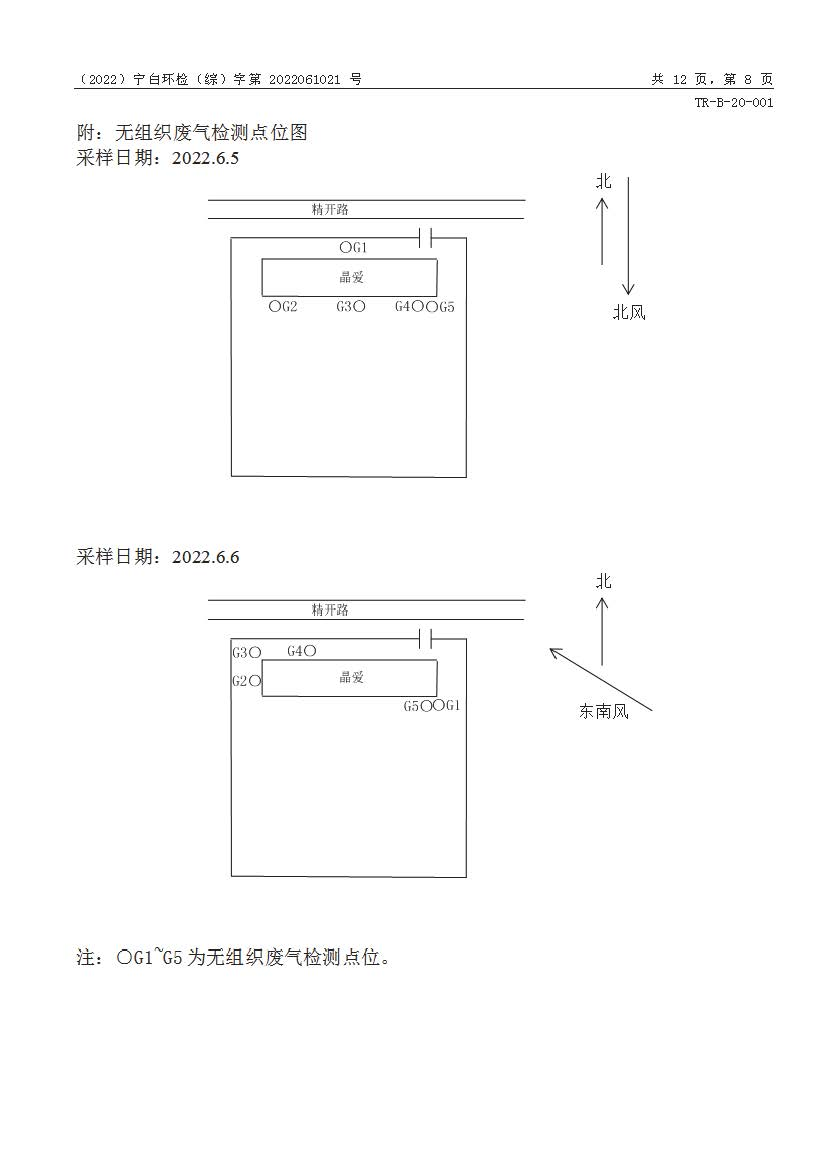 （2022）宁白环检（综）字第 2022061021 号 共 12 页，第 8 页
TR-B-20-001
附：无组织废气检测点位图
采样日期：2022.6.5
北
精开路
○G1
晶爱
○G2 G3○ G4○○G5
北风
采样日期：2022.6.6
北
精开路
G3○ G4○
G2○ 晶爱
G5○○G1
东南风
注：○G1~G5 为无组织废气检测点位。